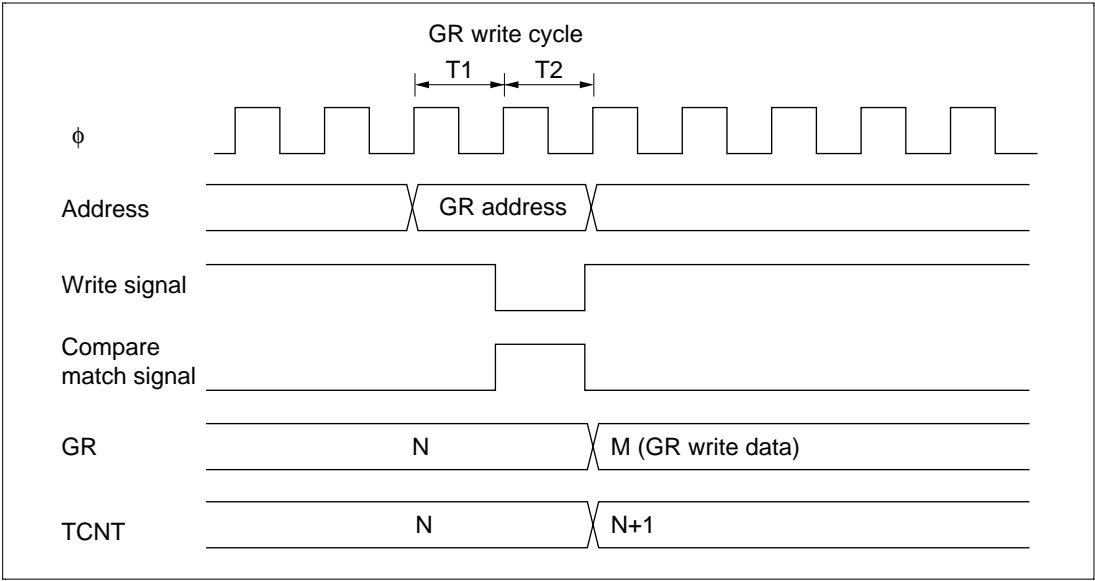 GR write cycle
T1 T2
ϕ
Address GR address
Write signal
Compare
match signal
GR N M (GR write data)
TCNT N N+1